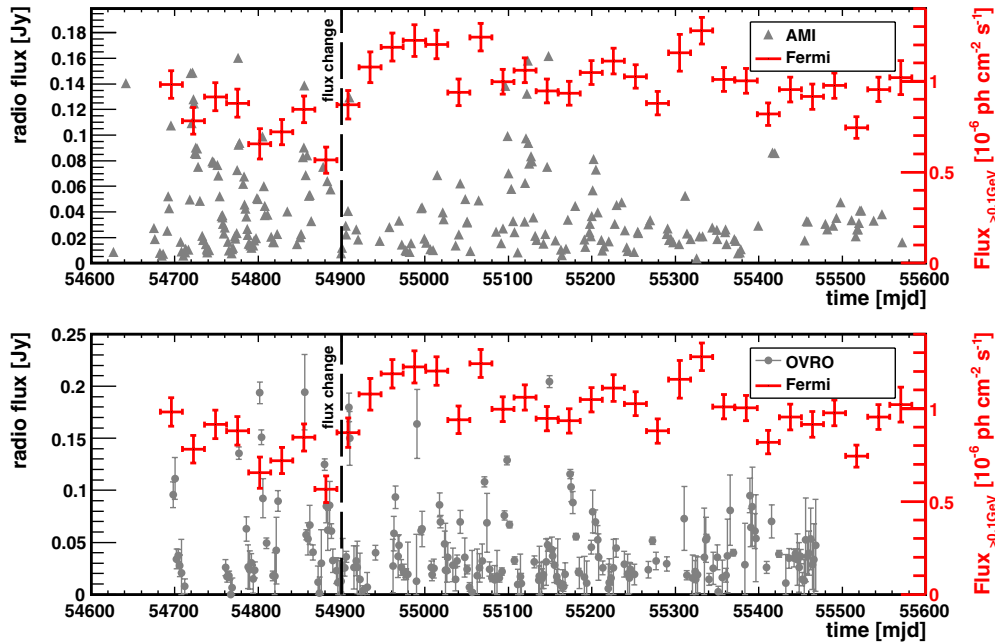 radio flux [Jy]
0.2
0.18
0.16
0.14
0.12
0.1
0.08
0.06
0.04
0.02
0
flux change
AMI
Fermi
1
0.5
0
Flux >0.1GeV [10-6 ph cm-2 s-1]
54600 54700 54800 54900 55000 55100 55200 55300 55400 55500 55600
time [mjd]
radio flux [Jy]
0.25
0.2
0.15
0.1
0.05
0
flux change
OVRO
Fermi
1
0.5
0
Flux >0.1GeV [10-6 ph cm-2 s-1]
54600 54700 54800 54900 55000 55100 55200 55300 55400 55500 55600
time [mjd]